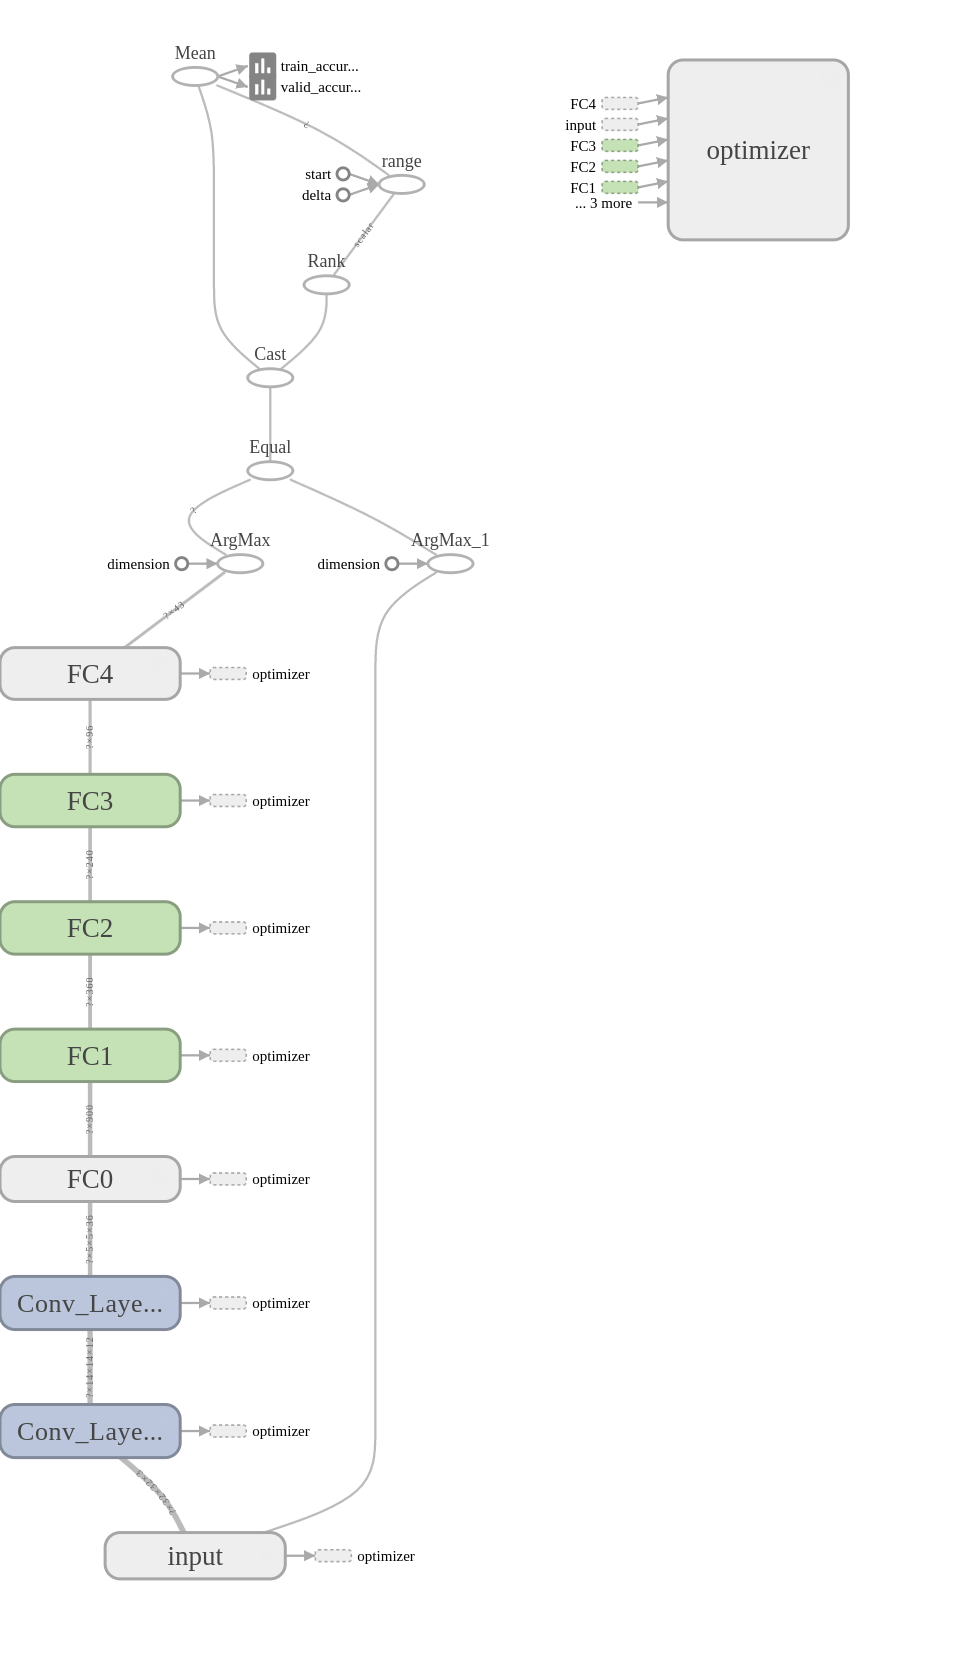 Mean
train_accur...
valid_accur...
?
range
start
delta
scalar
Rank
Cast
Equal
?
ArgMax
dimension
ArgMax_1
dimension
?×43
FC4
optimizer
?×96
FC3
optimizer
?×240
FC2
optimizer
?×360
FC1
optimizer
?×900
FC0
optimizer
?×5×5×36
Conv_Laye...
optimizer
?×14×14×12
Conv_Laye...
optimizer
?×32×32×3
input
optimizer
FC4
input
FC3
FC2
FC1
... 3 more
optimizer